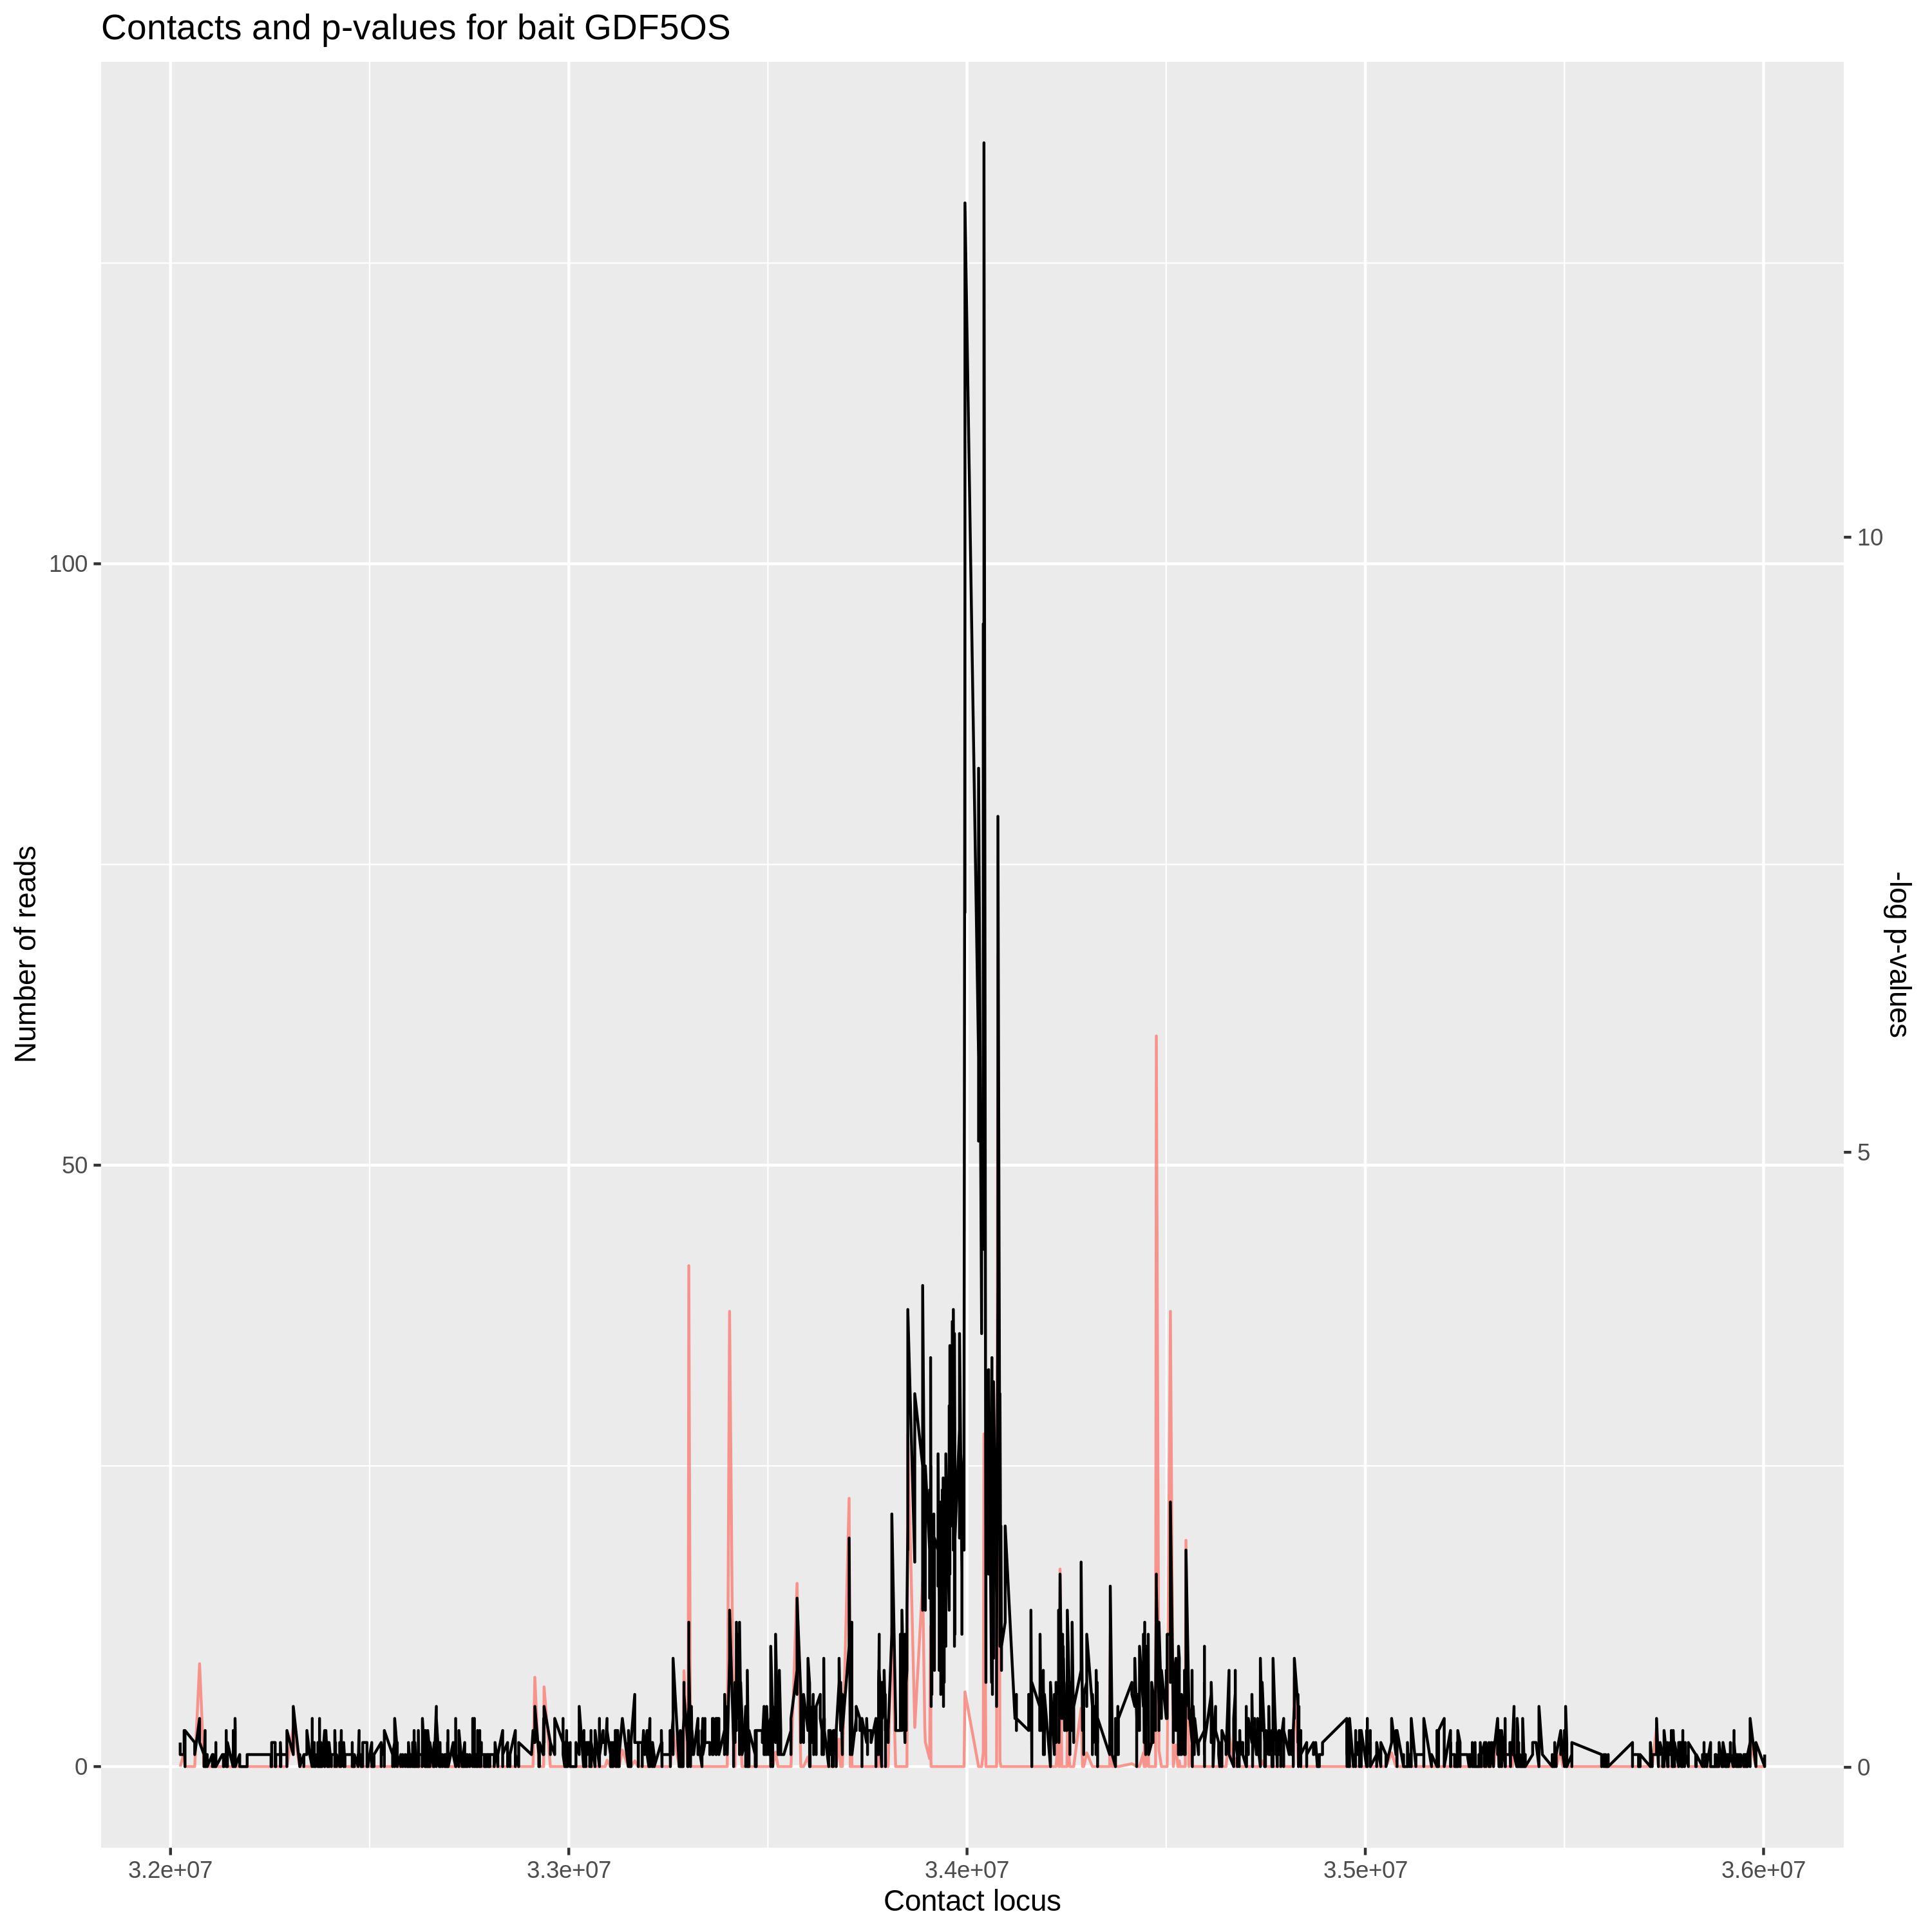 Contacts and p-values for bait GDF5OS
100
50
0
Number of reads
10
5
0
-log p-values
3.2e+07
3.3e+07
3.4e+07
3.5e+07
3.6e+07
Contact locus